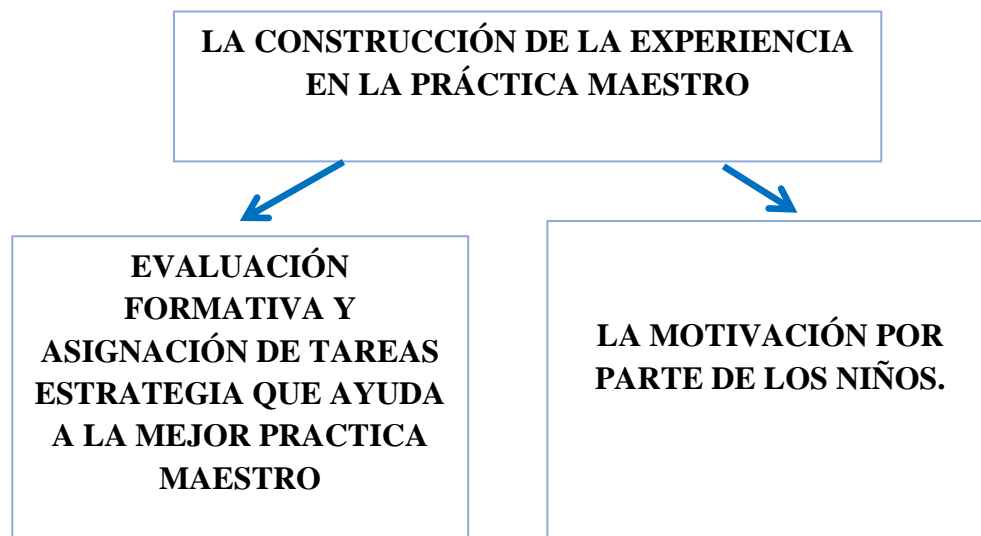 LA CONSTRUCCIÓN DE LA EXPERIENCIA
EN LA PRÁCTICA MAESTRO
EVALUACIÓN
FORMATIVA Y
ASIGNACIÓN DE TAREAS
ESTRATEGIA QUE AYUDA
A LA MEJOR PRACTICA
MAESTRO
LA MOTIVACIÓN POR
PARTE DE LOS NIÑOS.